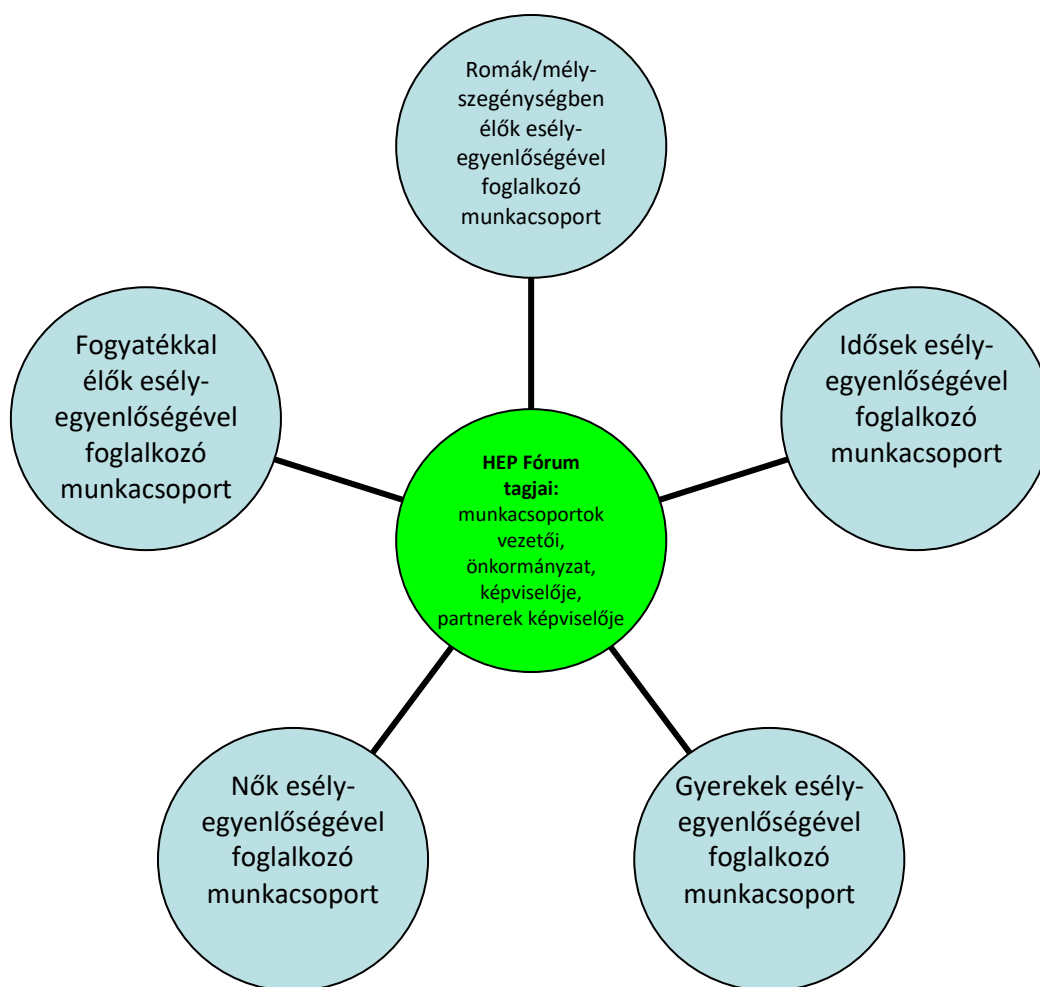 Romák/mély-
szegénységben
élők esély-
egyenlőségével
foglalkozó
munkacsoport
Fogyatékkal
élők esély-
egyenlőségével
foglalkozó
munkacsoport
Idősek esély-
egyenlőségével
foglalkozó
munkacsoport
HEP Fórum
tagjai:
munkacsoportok
vezetői,
önkormányzat,
képviselője,
partnerek képviselője
Nők esély-
egyenlőségével
foglalkozó
munkacsoport
Gyerekek esély-
egyenlőségével
foglalkozó
munkacsoport